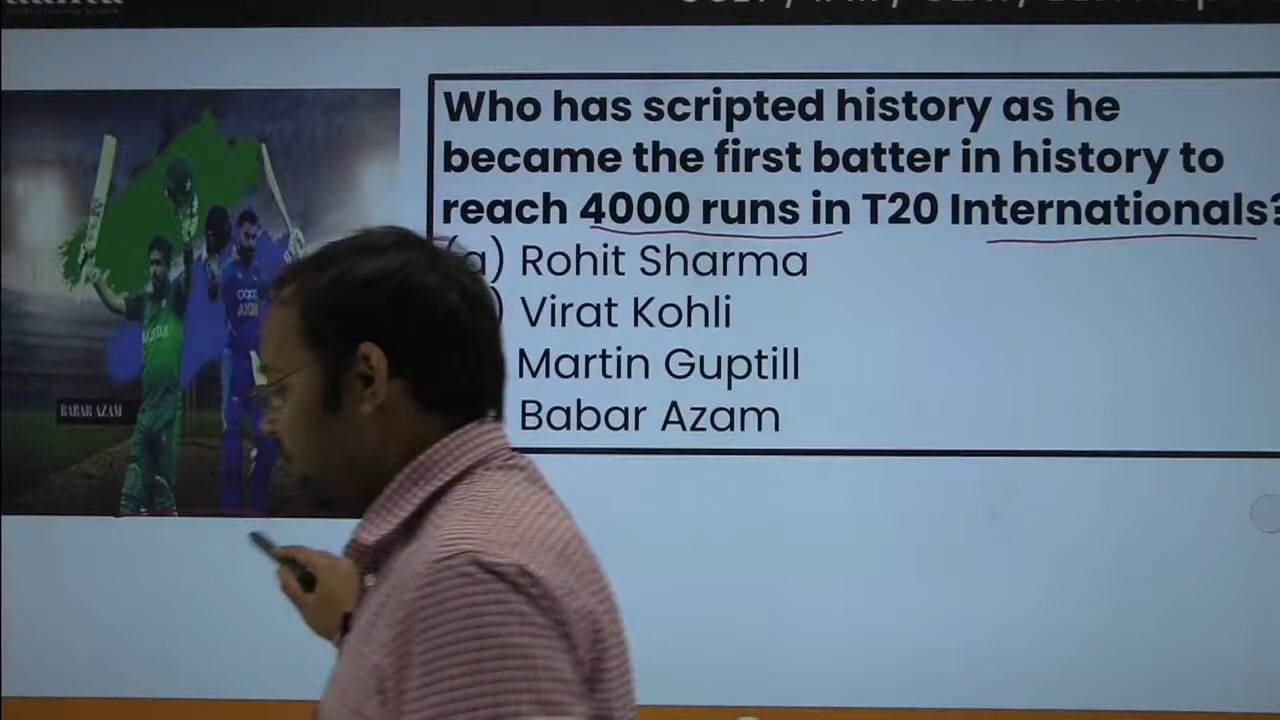 Who has scripted history as he
became the first batter in history to
reach 4000 runs in T20 Internationals?
a) Rohit Sharma
) Virat Kohli
Martin Guptill
Babar Azam
BABAR AZAM